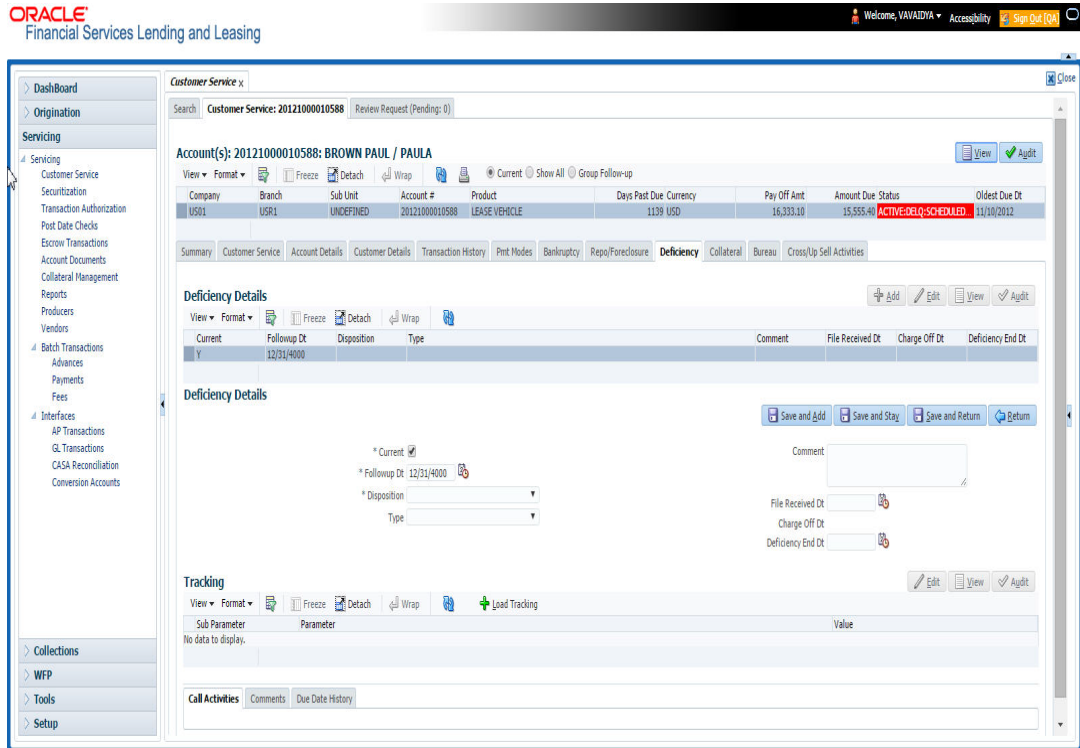 ORACLE
Financial Services Lending and Leasing
Welcome, VAVAIDYA Accessibility Sign Out [QA]
Close
DashBoard
Origination
Servicing
Servicing
Customer Service
Securitization
Transaction Authorization
Post Date Checks
Escrow Transactions
Account Documents
Collateral Management
Reports
Producers
Vendors
Batch Transactions
Advances
Payments
Fees
Interfaces
AP Transactions
GL Transactions
CASA Reconciliation
Conversion Accounts
Collections
WFP
Tools
Setup
Customer Service x
Search Customer Service: 20121000010588 Review Request (Pending: 0)
Account(s): 20121000010588: BROWN PAUL / PAULA
View Audit
View Format Freeze Detach Wrap Current Show All Group Follow-up
Company Branch Sub Unit Account # Product Days Past Due Currency Pay Off Amt Amount Due Status Oldest Due Dt
US01 USR1 UNDEFINED 20121000010588 LEASE VEHICLE 1139 USD 16,333.10 15,555.40 ACTIVE:DELQ:SCHEDULED... 11/10/2012
Summary Customer Service Account Details Customer Details Transaction History Pmt Modes Bankruptcy Repo/Foreclosure Deficiency Collateral Bureau Cross/Up Sell Activities
Deficiency Details
Add Edit View Audit
View Format Freeze Detach Wrap
Current Followup Dt Disposition Type Comment File Received Dt Charge Off Dt Deficiency End Dt
Y 12/31/4000
Deficiency Details
Save and Add Save and Stay Save and Return Return
* Current
* Followup Dt 12/31/4000
* Disposition
Type
Comment
File Received Dt
Charge Off Dt
Deficiency End Dt
Tracking
Edit View Audit
View Format Freeze Detach Wrap Load Tracking
Sub Parameter Parameter Value
No data to display.
Call Activities Comments Due Date History